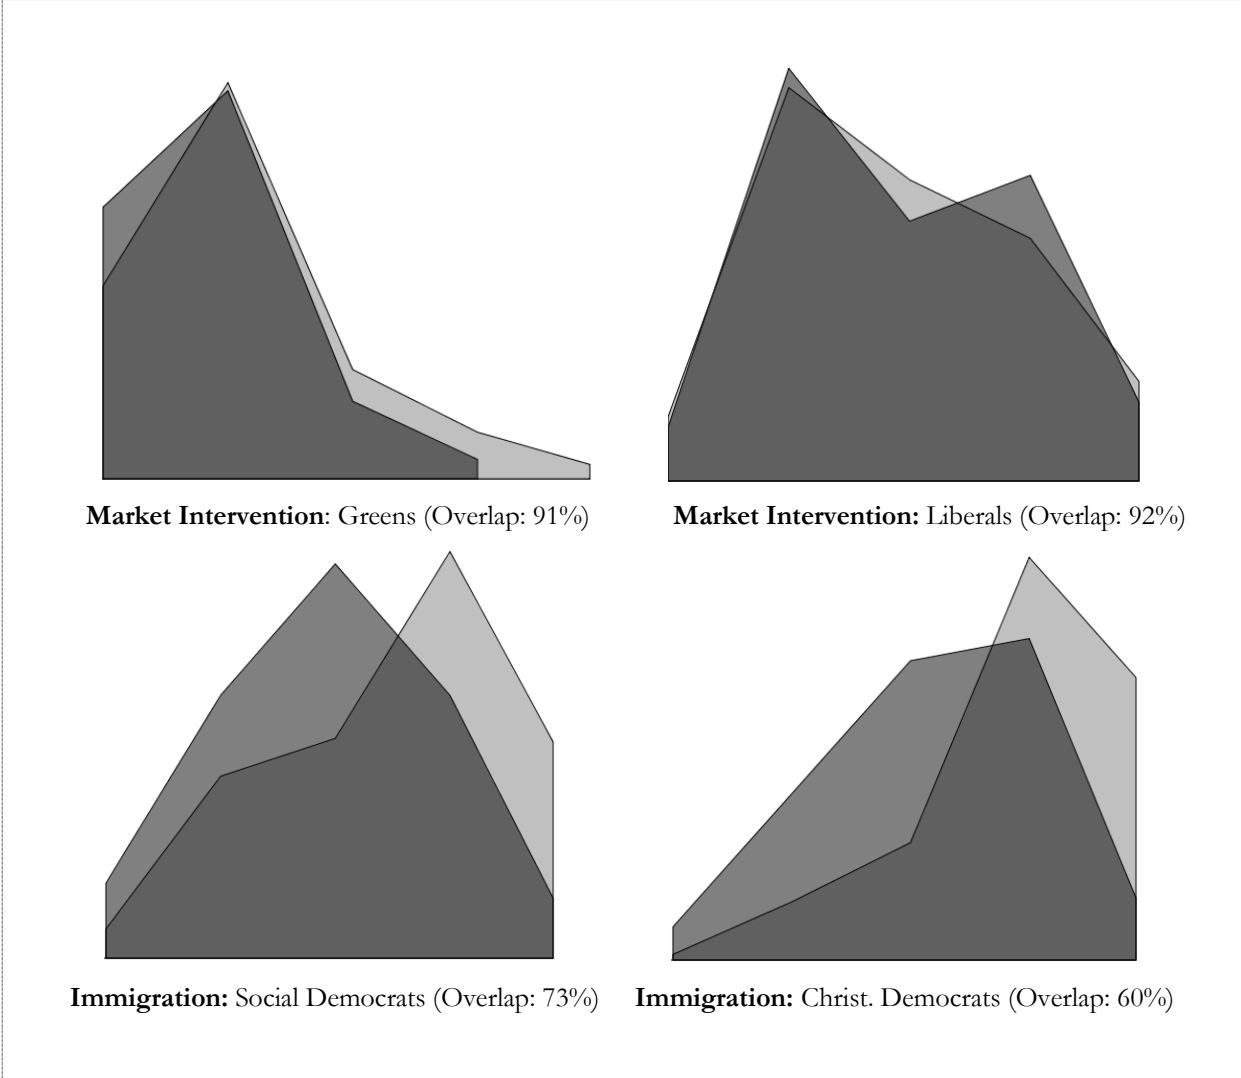 Market Intervention: Greens (Overlap: 91%)
Market Intervention: Liberals (Overlap: 92%)
Immigration: Social Democrats (Overlap: 73%)
Immigration: Christ. Democrats (Overlap: 60%)